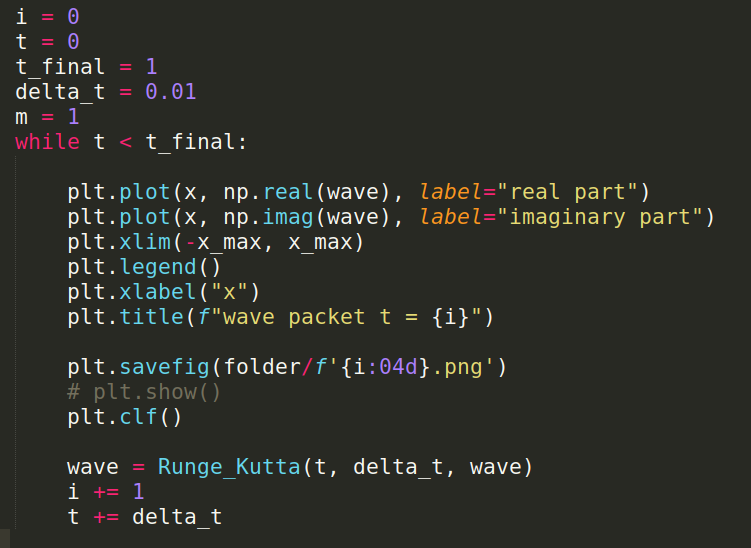 i = 0
t = 0
t_final = 1
delta_t = 0.01
m = 1
while t < t_final:
plt.plot(x, np.real(wave), label="real part")
plt.plot(x, np.imag(wave), label="imaginary part")
plt.xlim(-x_max, x_max)
plt.legend()
plt.xlabel("x")
plt.title(f"wave packet t = {i}")
plt.savefig(folder/f'{i:04d}.png')
# plt.show()
plt.clf()
wave = Runge_Kutta(t, delta_t, wave)
i += 1
t += delta_t